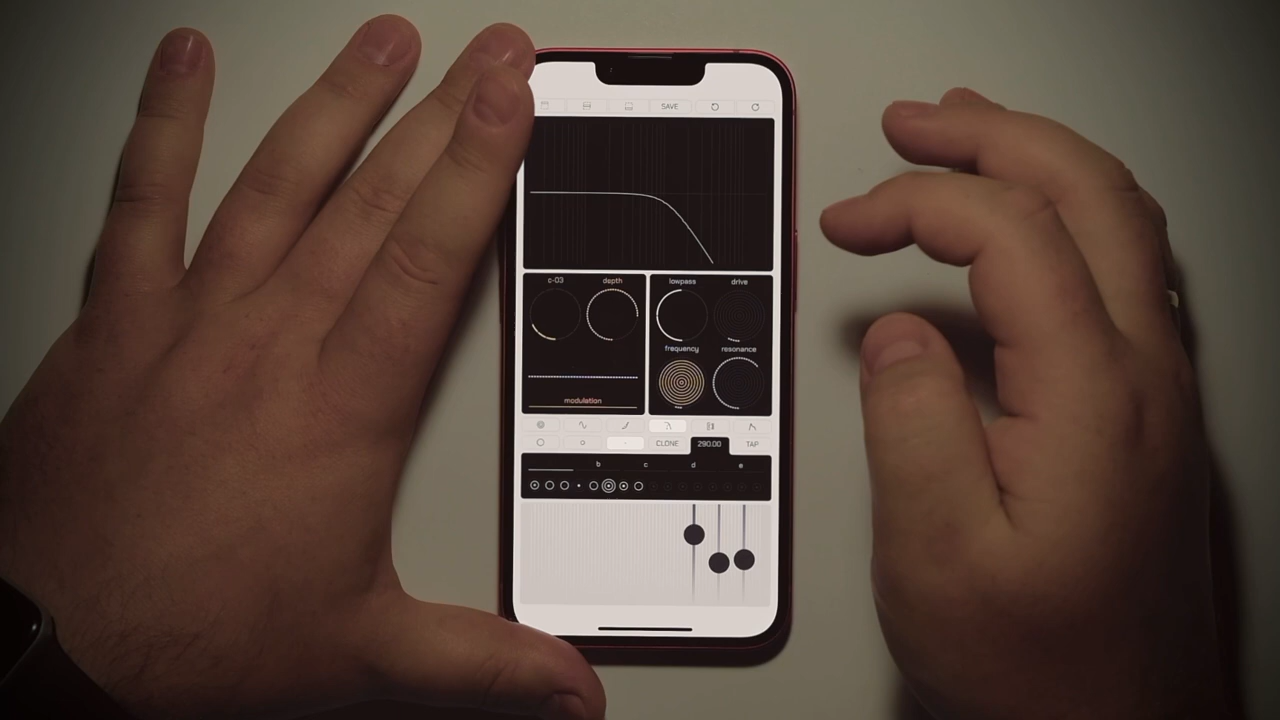 SAVE
c-03 depth lowpass drive
frequency resonance
modulation
CLONE 290.00 TAP
b c d e